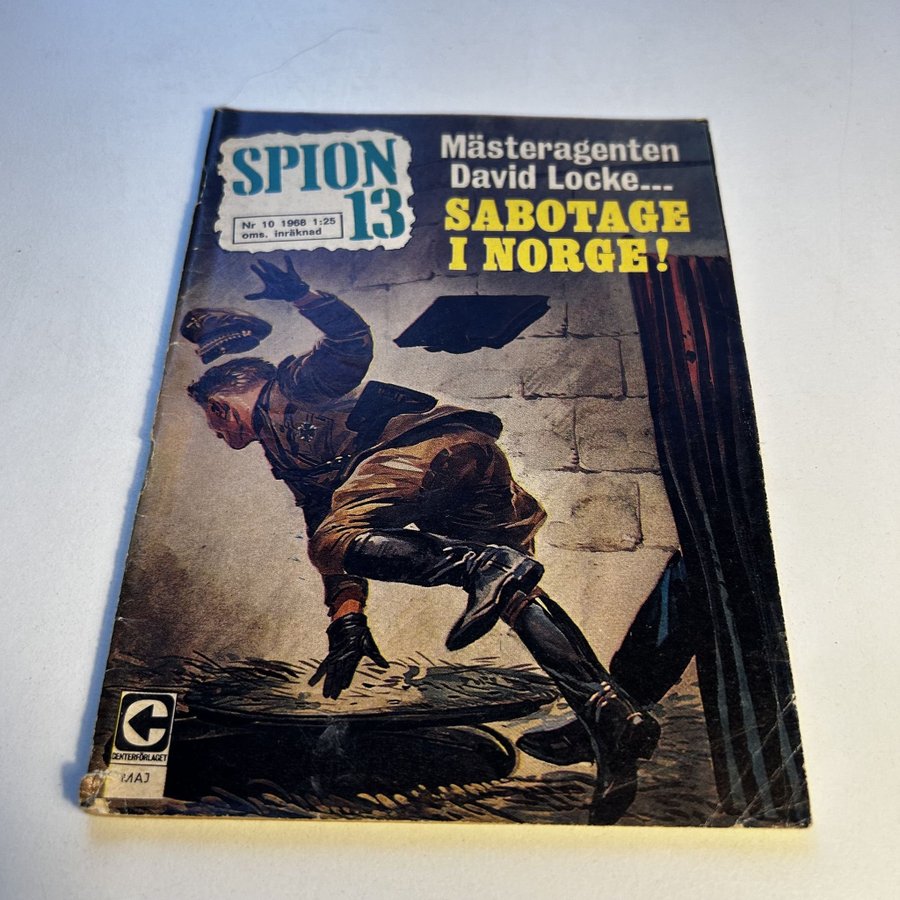 SPION
13
Nr 10 1968 1:25
oms. inräknad
Mästeragenten
David Locke...
SABOTAGE
I NORGE!
CENTERFÖRLAGET
MAJ